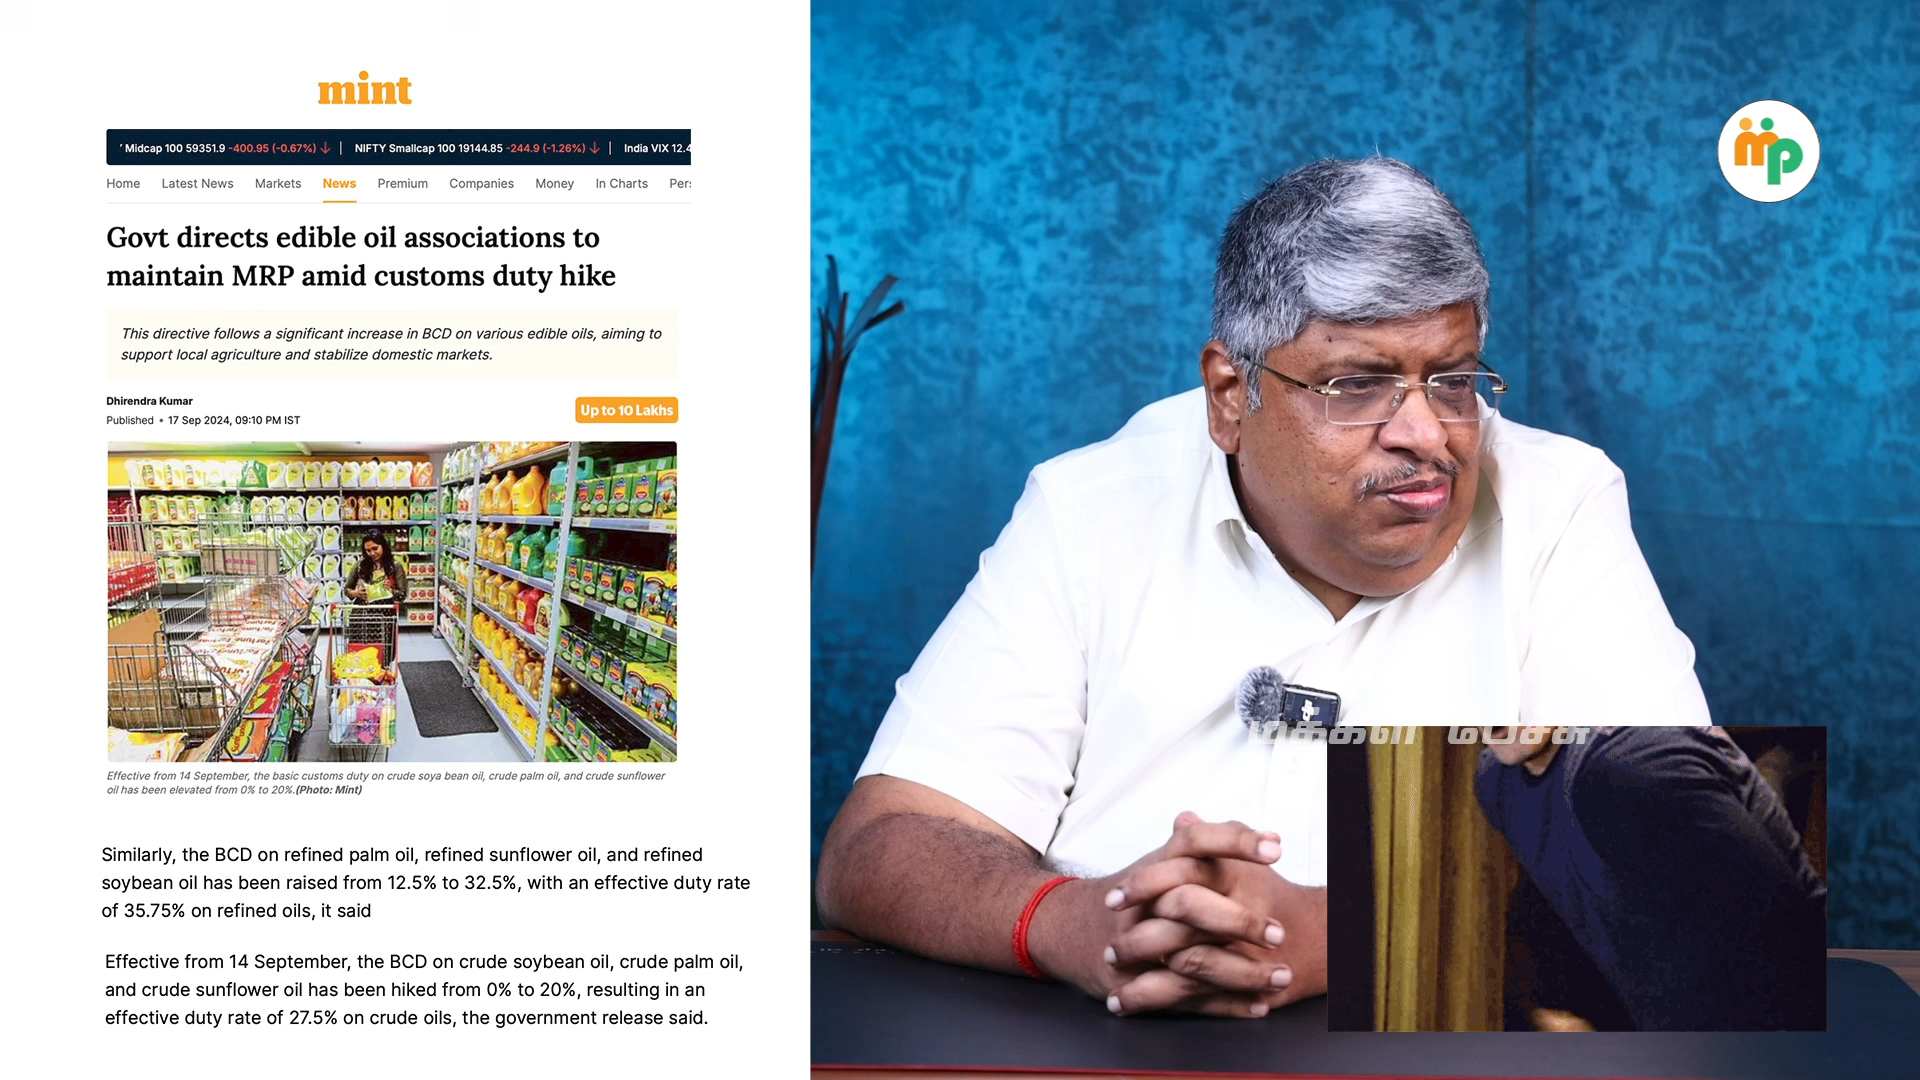 mint
Midcap 100 59351.9 -400.95 (-0.67%) NIFTY Smallcap 100 19144.85 -244.9 (-1.26%) India VIX 12.4
Home Latest News Markets News Premium Companies Money In Charts Pers
Govt directs edible oil associations to
maintain MRP amid customs duty hike
This directive follows a significant increase in BCD on various edible oils, aiming to
support local agriculture and stabilize domestic markets.
Dhirendra Kumar
Published • 17 Sep 2024, 09:10 PM IST
Up to 10 Lakhs
Effective from 14 September, the basic customs duty on crude soya bean oil, crude palm oil, and crude sunflower
oil has been elevated from 0% to 20%.(Photo: Mint)
Similarly, the BCD on refined palm oil, refined sunflower oil, and refined
soybean oil has been raised from 12.5% to 32.5%, with an effective duty rate
of 35.75% on refined oils, it said
Effective from 14 September, the BCD on crude soybean oil, crude palm oil,
and crude sunflower oil has been hiked from 0% to 20%, resulting in an
effective duty rate of 27.5% on crude oils, the government release said.
mp
மக்கள் பேச்சு